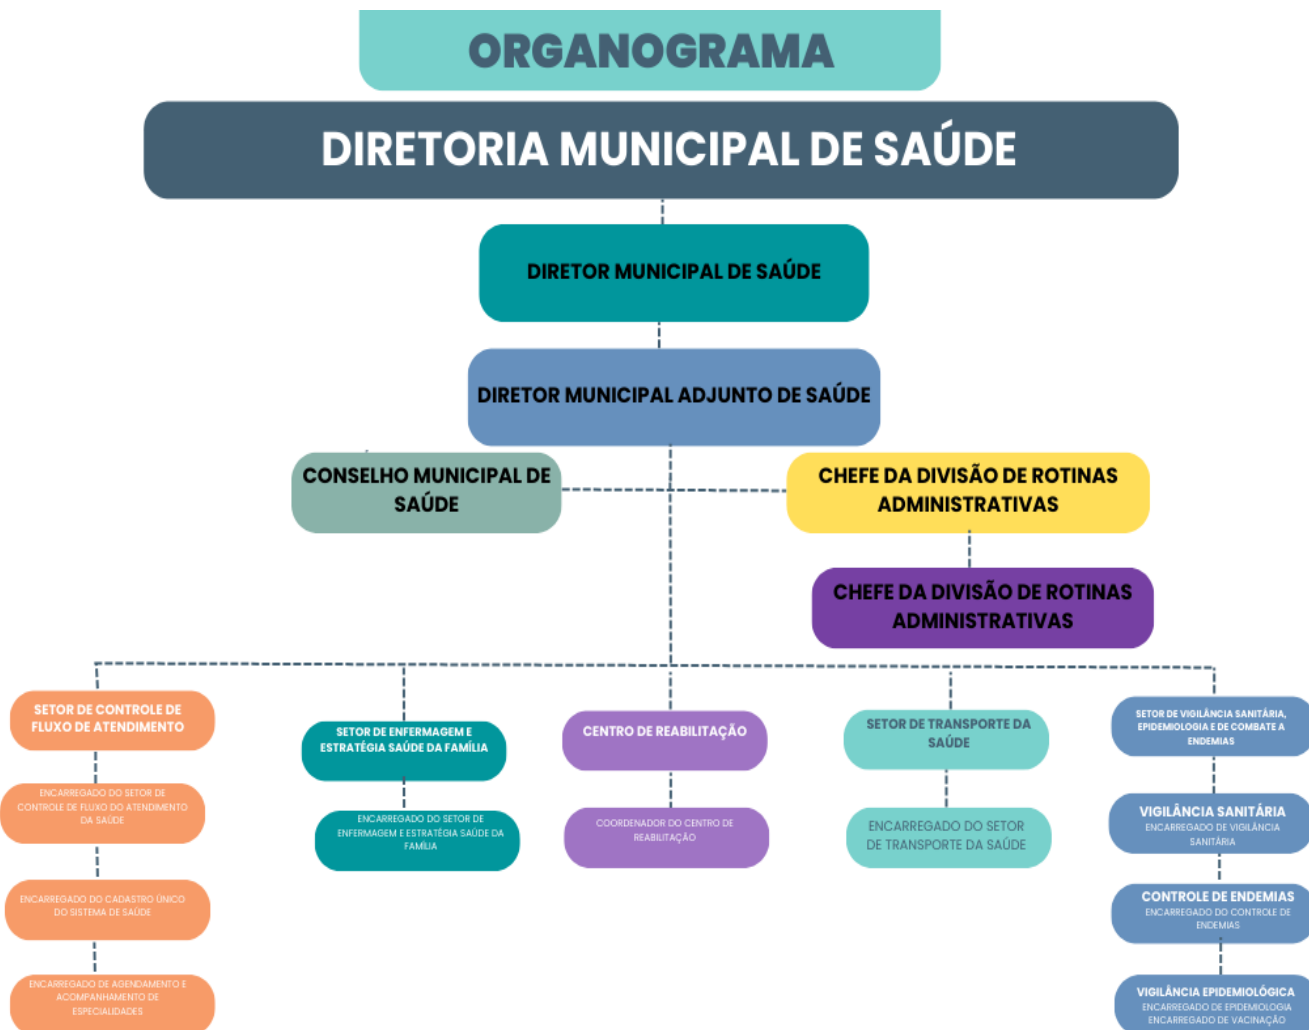 ORGANOGRAMA
DIRETORIA MUNICIPAL DE SAÚDE
DIRETOR MUNICIPAL DE SAÚDE
DIRETOR MUNICIPAL ADJUNTO DE SAÚDE
CONSELHO MUNICIPAL DE
SAÚDE
CHEFE DA DIVISÃO DE ROTINAS
ADMINISTRATIVAS
CHEFE DA DIVISÃO DE ROTINAS
ADMINISTRATIVAS
SETOR DE CONTROLE DE
FLUXO DE ATENDIMENTO
ENCARREGADO DO SETOR DE
CONTROLE DE FLUXO DO ATENDIMENTO
DA SAÚDE
ENCARREGADO DO CADASTRO ÚNICO
DO SISTEMA DE SAÚDE
ENCARREGADO DE AGENDAMENTO E
ACOMPANHAMENTO DE
ESPECIALIDADES
SETOR DE ENFERMAGEM E
ESTRATÉGIA SAÚDE DA FAMÍLIA
ENCARREGADO DO SETOR DE
ENFERMAGEM E ESTRATÉGIA SAÚDE DA
FAMÍLIA
CENTRO DE REABILITAÇÃO
COORDENADOR DO CENTRO DE
REABILITAÇÃO
SETOR DE TRANSPORTE DA
SAÚDE
ENCARREGADO DO SETOR
DE TRANSPORTE DA SAÚDE
SETOR DE VIGILÂNCIA SANITÁRIA,
EPIDEMIOLOGIA E DE COMBATE A
ENDEMIAS
VIGILÂNCIA SANITÁRIA
ENCARREGADO DE VIGILÂNCIA
SANITÁRIA
CONTROLE DE ENDEMIAS
ENCARREGADO DO CONTROLE DE
ENDEMIAS
VIGILÂNCIA EPIDEMIOLÓGICA
ENCARREGADO DE EPIDEMIOLOGIA
ENCARREGADO DE VACINAÇÃO